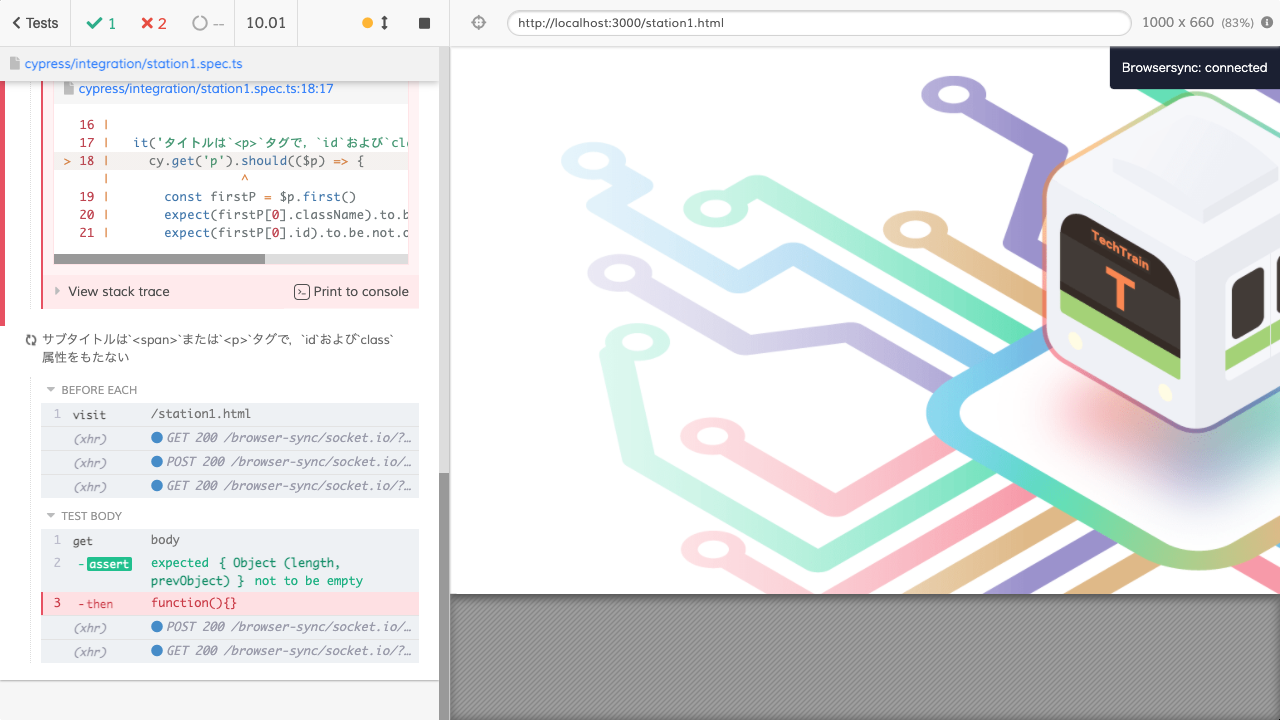 Tests
1
2
--
10.01
http://localhost:3000/station1.html
1000 x 660 (83%)
cypress/integration/station1.spec.ts
Browsersync: connected
cypress/integration/station1.spec.ts:18:17
16 |
17 | it('タイトルは`<p>`タグで，`id`および`cl
> 18 | cy.get('p').should(($p) => {
| ^
19 | const firstP = $p.first()
20 | expect(firstP[0].className).to.b
21 | expect(firstP[0].id).to.be.not.
View stack trace
Print to console
サブタイトルは`<span>`または`<p>`タグで，`id`および`class`
属性をもたない
BEFORE EACH
1 visit /station1.html
(xhr) GET 200 /browser-sync/socket.io/?…
(xhr) POST 200 /browser-sync/socket.io/…
(xhr) GET 200 /browser-sync/socket.io/?…
TEST BODY
1 get body
2 -assert expected { Object (length,
prevObject) } not to be empty
3 -then function(){}
(xhr) POST 200 /browser-sync/socket.io/…
(xhr) GET 200 /browser-sync/socket.io/?…
TechTrain
T